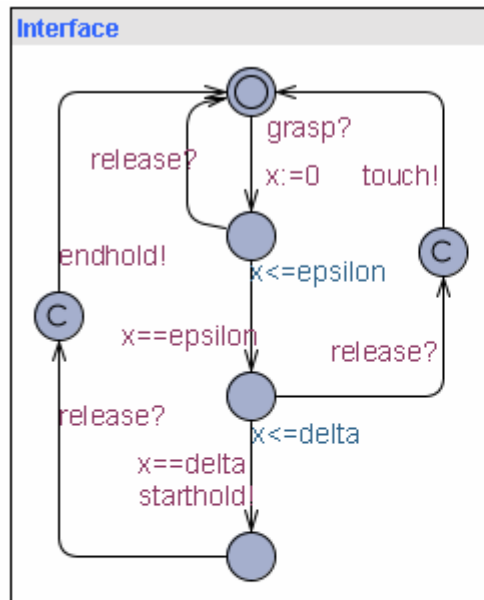 Interface
grasp?
release?
x:=0
touch!
endhold!
x<=epsilon
C
C
x==epsilon
release?
x<=delta
release?
x==delta
starthold!